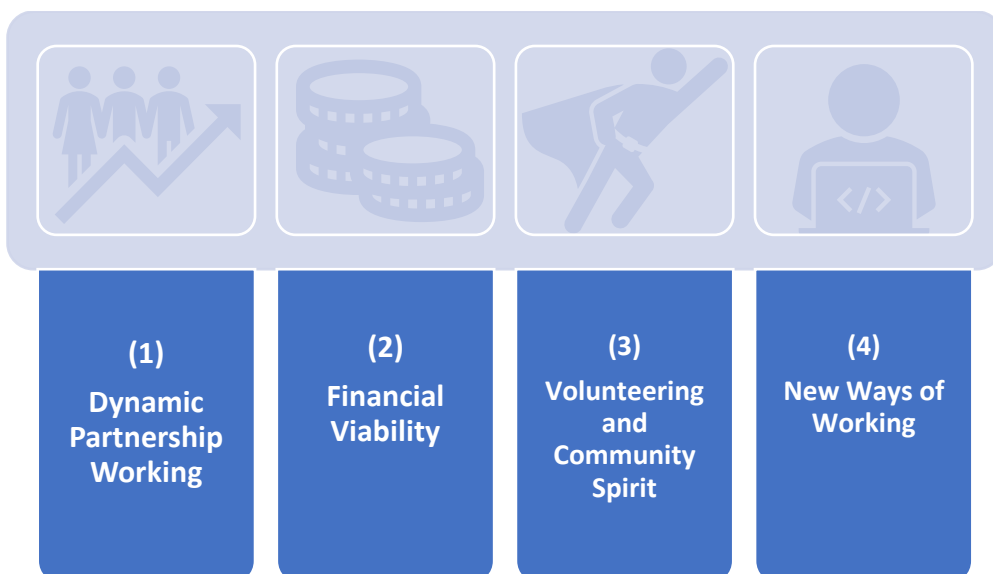 (1)
Dynamic
Partnership
Working
(2)
Financial
Viability
(3)
Volunteering
and
Community
Spirit
(4)
New Ways of
Working